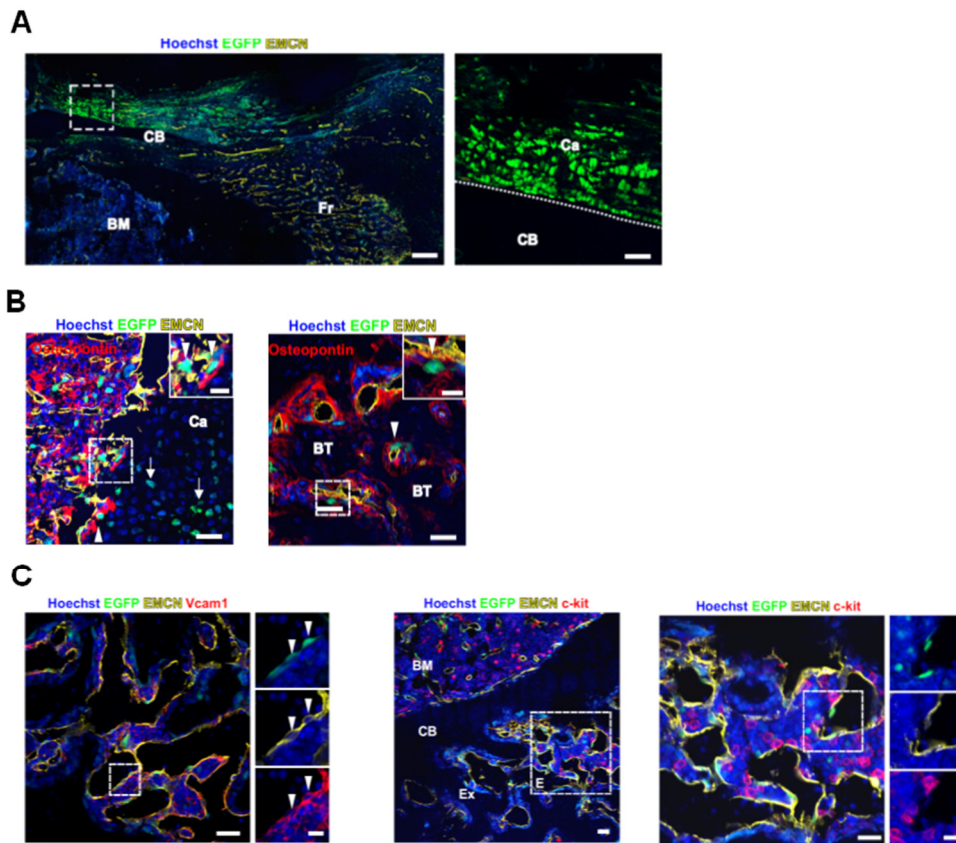 A
Hoechst EGFP EMCN
CB
BM
Fr
Ca
CB
B
Hoechst EGFP EMCN
Osteopontin
Ca
Hoechst EGFP EMCN
Osteopontin
BT
BT
C
Hoechst EGFP EMCN Vcam1
Hoechst EGFP EMCN c-kit
BM
CB
Ex
E
Hoechst EGFP EMCN c-kit